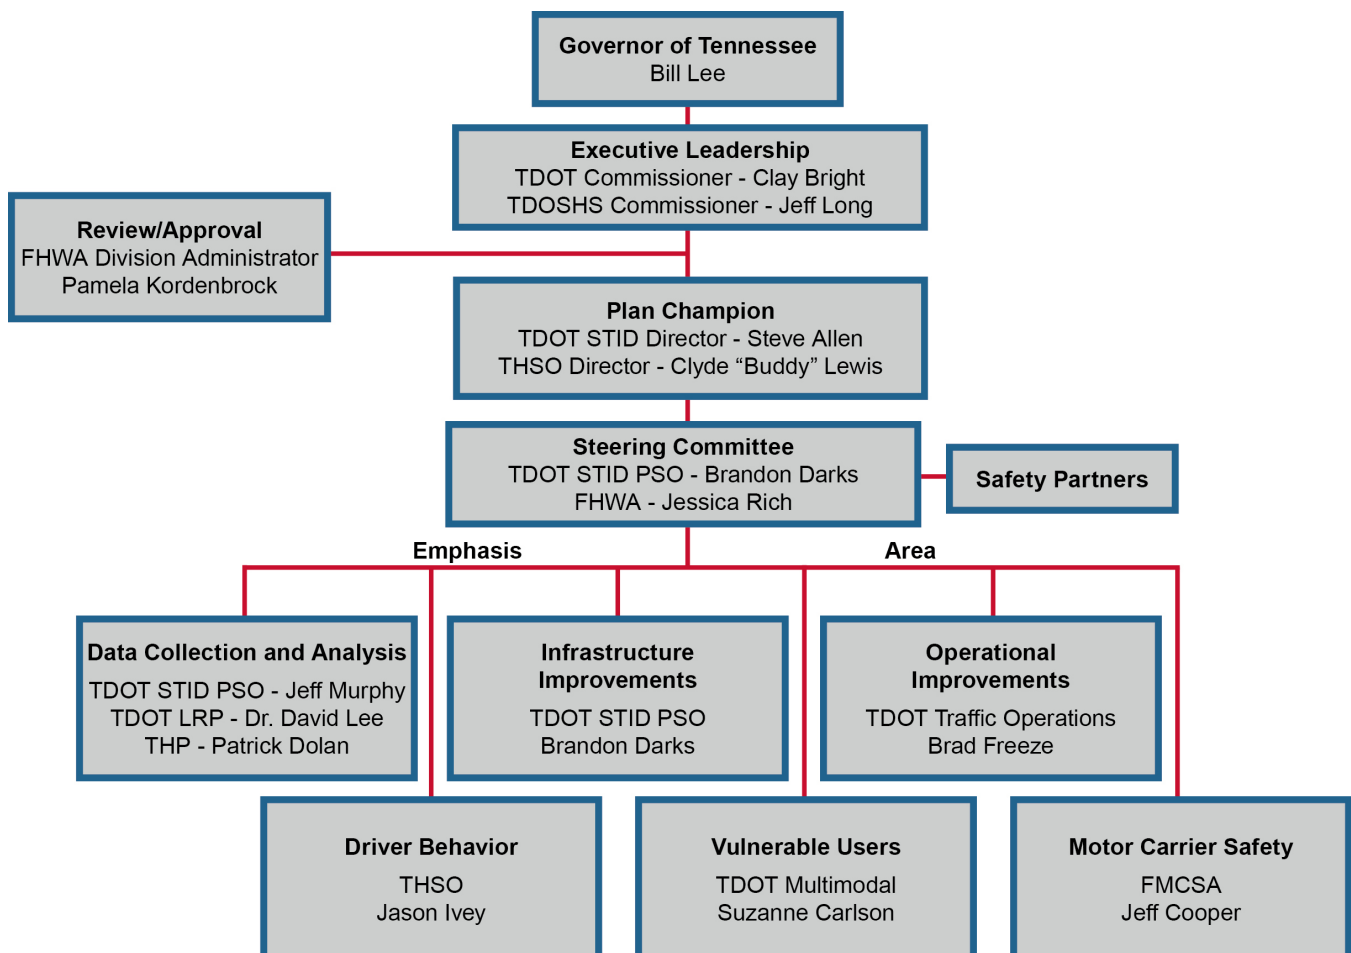 Governor of Tennessee
Bill Lee
Executive Leadership
TDOT Commissioner - Clay Bright
TDOSHS Commissioner - Jeff Long
Review/Approval
FHWA Division Administrator
Pamela Kordenbrock
Plan Champion
TDOT STID Director - Steve Allen
THSO Director - Clyde “Buddy” Lewis
Steering Committee
TDOT STID PSO - Brandon Darks
FHWA - Jessica Rich
Safety Partners
Emphasis Area
Data Collection and Analysis
TDOT STID PSO - Jeff Murphy
TDOT LRP - Dr. David Lee
THP - Patrick Dolan
Infrastructure
Improvements
TDOT STID PSO
Brandon Darks
Operational
Improvements
TDOT Traffic Operations
Brad Freeze
Driver Behavior
THSO
Jason Ivey
Vulnerable Users
TDOT Multimodal
Suzanne Carlson
Motor Carrier Safety
FMCSA
Jeff Cooper